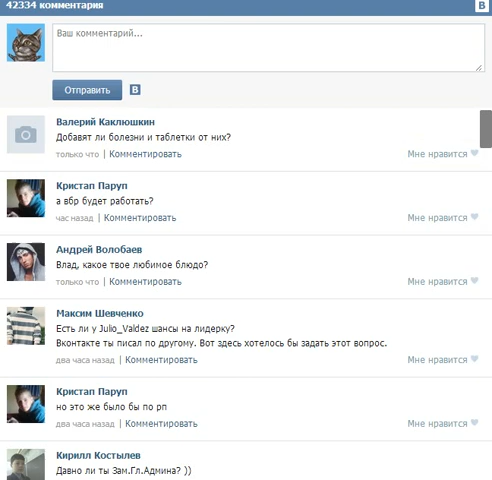 42334 комментария
В
Ваш комментарий...
Отправить
В
Валерий Каклюшкин
Добавят ли болезни и таблетки от них?
только что | Комментировать
Мне нравится
Кристап Паруп
а вбр будет работать?
час назад | Комментировать
Мне нравится
Андрей Волобаев
Влад, какое твое любимое блюдо?
только что | Комментировать
Мне нравится
Максим Шевченко
Есть ли у Julio_Valdez шансы на лидерку?
Вконтакте ты писал по другому. Вот здесь хотелось бы задать этот вопрос.
два часа назад | Комментировать
Мне нравится
Кристап Паруп
но это же было бы по рп
два часа назад | Комментировать
Мне нравится
Кирилл Костылев
Давно ли ты Зам.Гл.Админа? ))